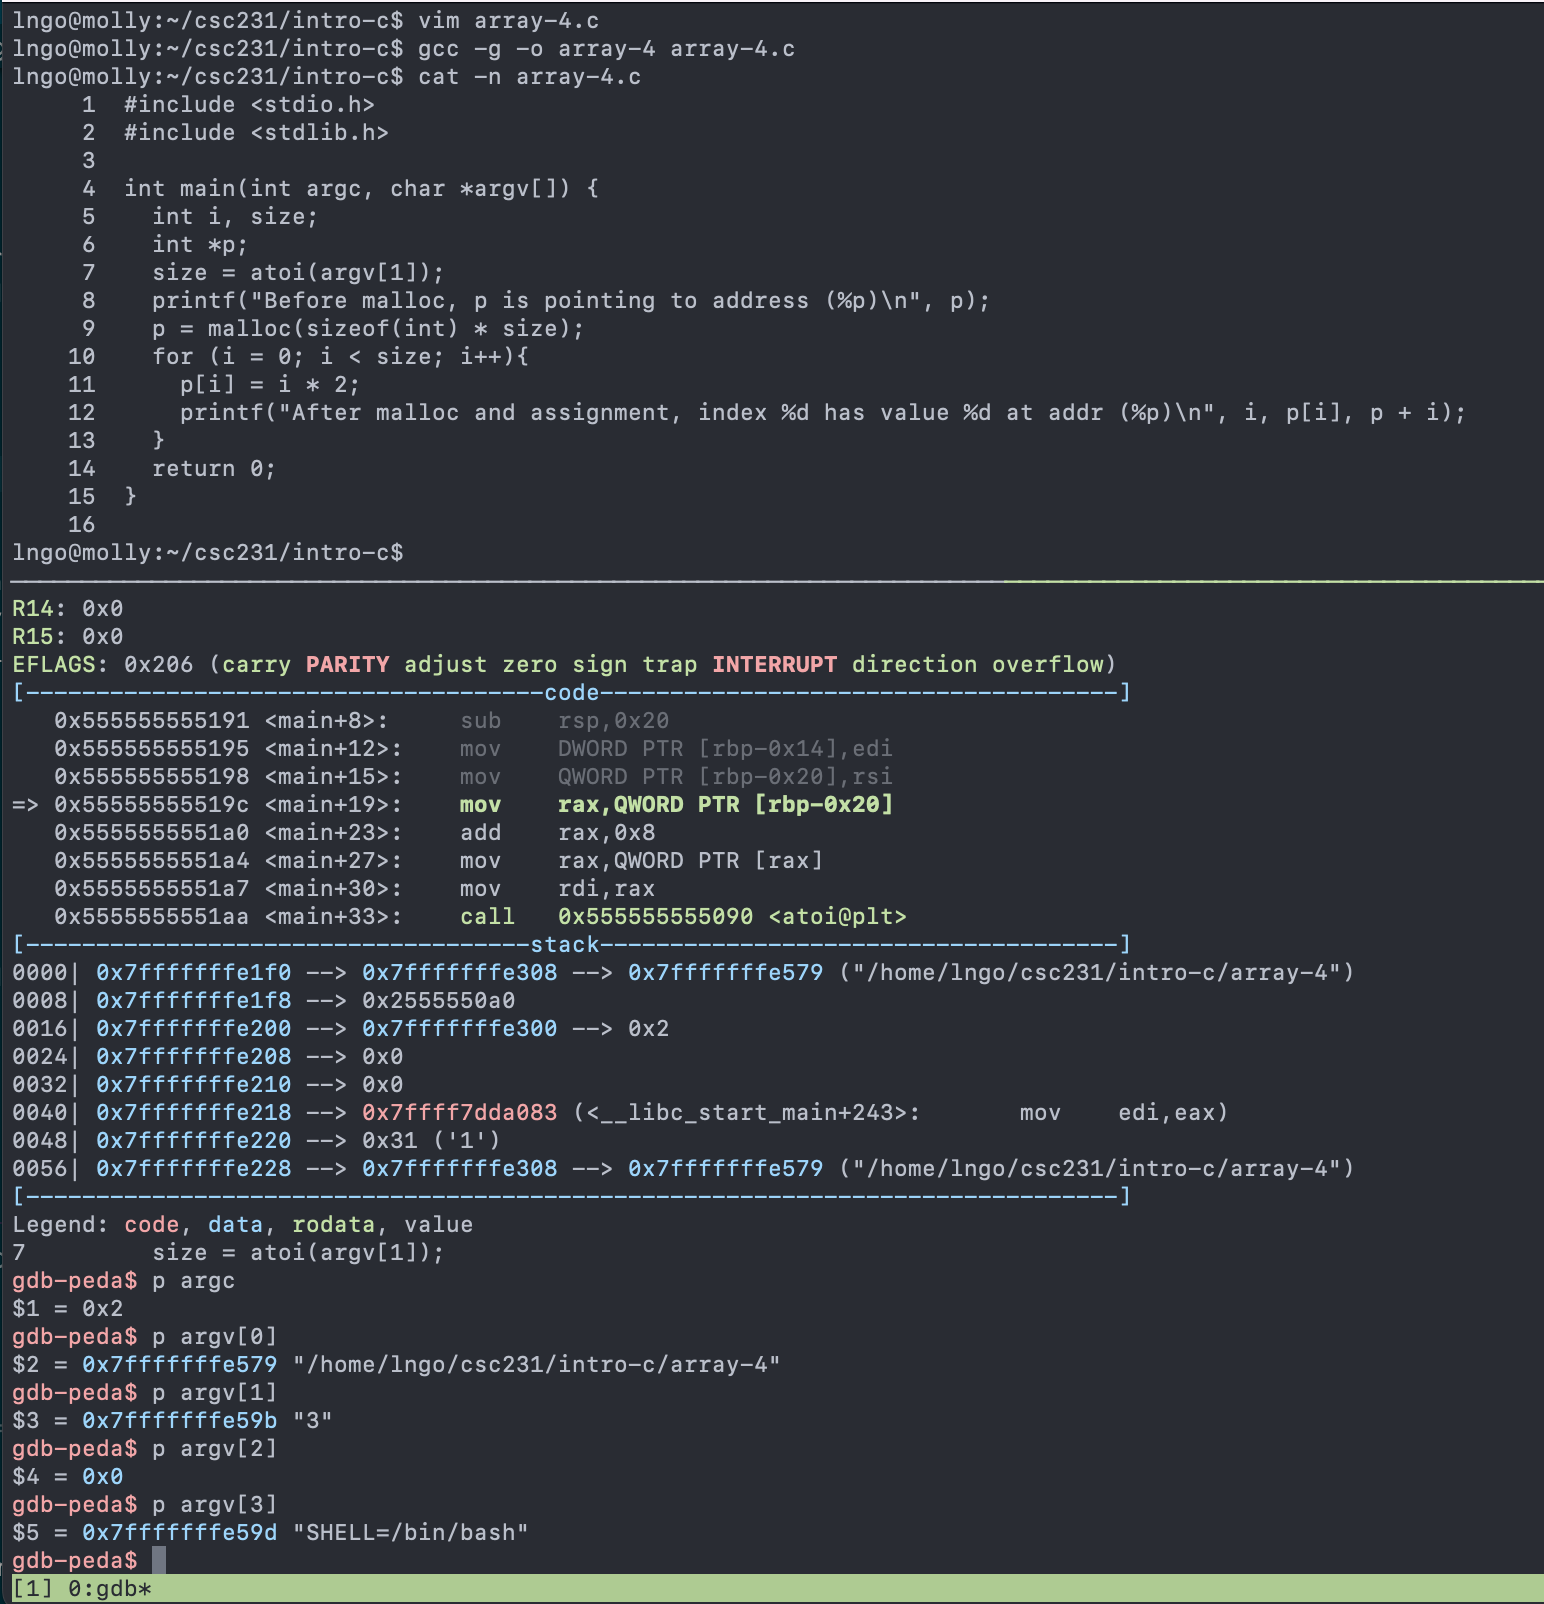 lngo@molly:~/csc231/intro-c$ vim array-4.c
lngo@molly:~/csc231/intro-c$ gcc -g -o array-4 array-4.c
lngo@molly:~/csc231/intro-c$ cat -n array-4.c
     1  #include <stdio.h>
     2  #include <stdlib.h>
     3
     4  int main(int argc, char *argv[]) {
     5    int i, size;
     6    int *p;
     7    size = atoi(argv[1]);
     8    printf("Before malloc, p is pointing to address (%p)\n", p);
     9    p = malloc(sizeof(int) * size);
    10    for (i = 0; i < size; i++){
    11      p[i] = i * 2;
    12      printf("After malloc and assignment, index %d has value %d at addr (%p)\n", i, p[i], p + i);
    13    }
    14    return 0;
    15  }
    16
lngo@molly:~/csc231/intro-c$
R14: 0x0
R15: 0x0
EFLAGS: 0x206 (carry PARITY adjust zero sign trap INTERRUPT direction overflow)
[-------------------------------------code-------------------------------------]
   0x555555555191 <main+8>:     sub    rsp,0x20
   0x555555555195 <main+12>:    mov    DWORD PTR [rbp-0x14],edi
   0x555555555198 <main+15>:    mov    QWORD PTR [rbp-0x20],rsi
=> 0x55555555519c <main+19>:    mov    rax,QWORD PTR [rbp-0x20]
   0x5555555551a0 <main+23>:    add    rax,0x8
   0x5555555551a4 <main+27>:    mov    rax,QWORD PTR [rax]
   0x5555555551a7 <main+30>:    mov    rdi,rax
   0x5555555551aa <main+33>:    call   0x555555555090 <atoi@plt>
[------------------------------------stack-------------------------------------]
0000| 0x7fffffffe1f0 --> 0x7fffffffe308 --> 0x7fffffffe579 ("/home/lngo/csc231/intro-c/array-4")
0008| 0x7fffffffe1f8 --> 0x2555550a0
0016| 0x7fffffffe200 --> 0x7fffffffe300 --> 0x2
0024| 0x7fffffffe208 --> 0x0
0032| 0x7fffffffe210 --> 0x0
0040| 0x7fffffffe218 --> 0x7ffff7dda083 (<__libc_start_main+243>:       mov    edi,eax)
0048| 0x7fffffffe220 --> 0x31 ('1')
0056| 0x7fffffffe228 --> 0x7fffffffe308 --> 0x7fffffffe579 ("/home/lngo/csc231/intro-c/array-4")
[------------------------------------------------------------------------------]
Legend: code, data, rodata, value
7         size = atoi(argv[1]);
gdb-peda$ p argc
$1 = 0x2
gdb-peda$ p argv[0]
$2 = 0x7fffffffe579 "/home/lngo/csc231/intro-c/array-4"
gdb-peda$ p argv[1]
$3 = 0x7fffffffe59b "3"
gdb-peda$ p argv[2]
$4 = 0x0
gdb-peda$ p argv[3]
$5 = 0x7fffffffe59d "SHELL=/bin/bash"
gdb-peda$
[1] 0:gdb*